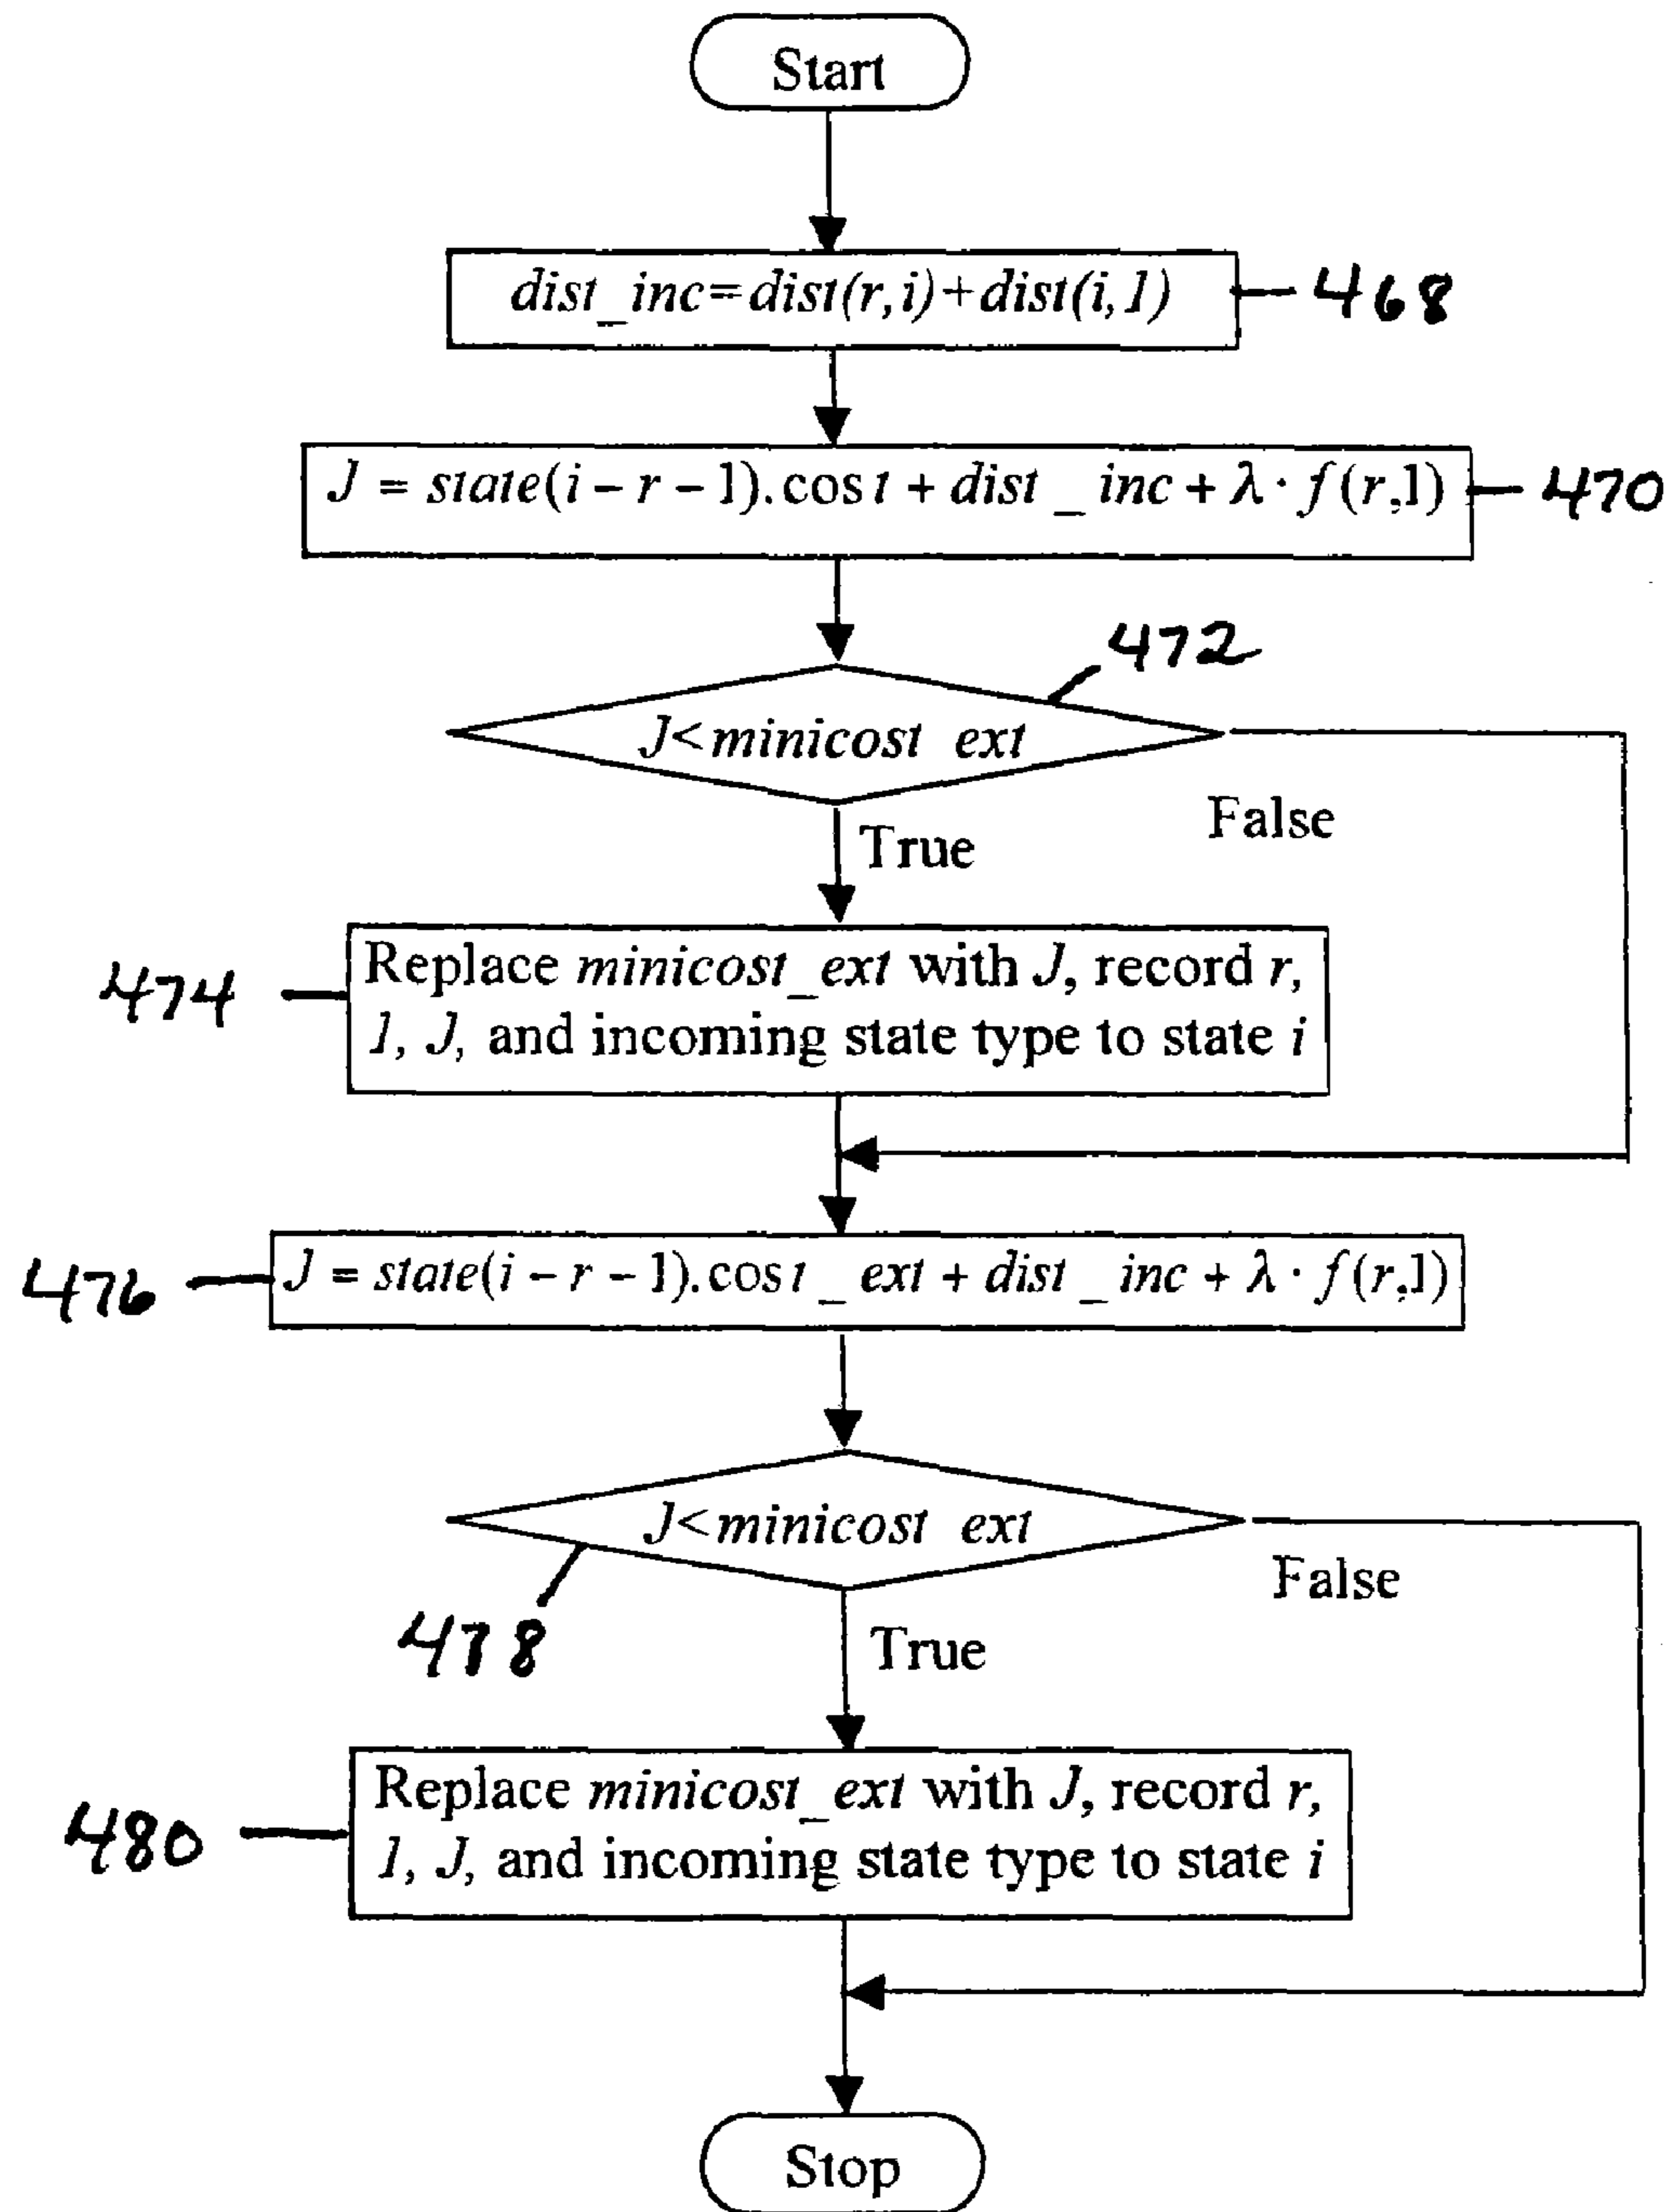 Start
dist_inc=dist(r,i)+dist(i,1)
468
J = state(i − r − 1).cost + dist _ inc + λ · f(r,1)
470
472
J<minicost ext
False
True
474
Replace minicost_ext with J, record r,
1, J, and incoming state type to state i
476
J = state(i − r − 1).cost _ ext + dist _ inc + λ · f(r,1)
J<minicost ext
False
478
True
480
Replace minicost_ext with J, record r,
1, J, and incoming state type to state i
Stop